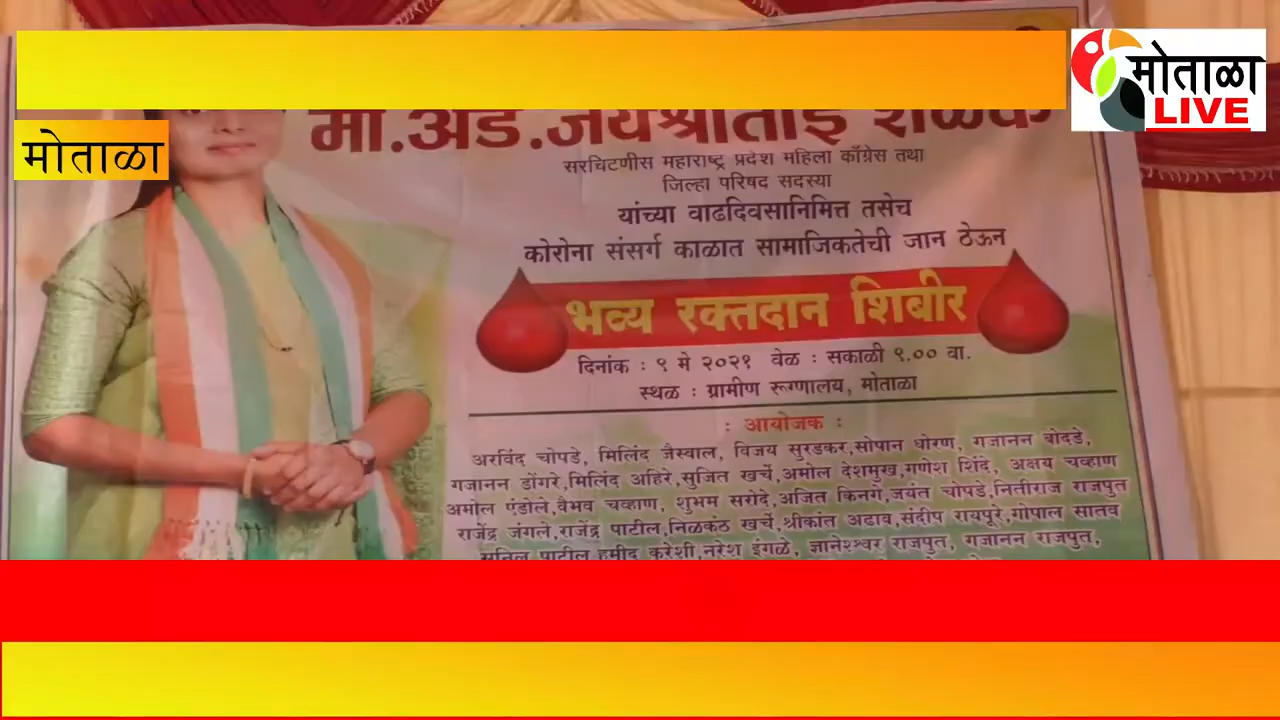 मोताळा
LIVE
मोताळा
मा.अॅड.जयश्रीताई शेळके
सरचिटणीस महाराष्ट्र प्रदेश महिला काँग्रेस तथा
जिल्हा परिषद सदस्या
यांच्या वाढदिवसानिमित्त तसेच
कोरोना संसर्ग काळात सामाजिकतेची जान ठेऊन
भव्य रक्तदान शिबीर
दिनांक : ९ मे २०२१ वेळ : सकाळी ९.०० वा.
स्थळ : ग्रामीण रूग्णालय, मोताळा
: आयोजक :
अरविंद चोपडे, मिलिंद जैस्वाल, विजय सुरडकर,सोपान धोरण, गजानन बोदडे,
गजानन डोंगरे,मिलिंद अहिरे,सुजित खर्चे,अमोल देशमुख,गणेश शिंदे, अक्षय चव्हाण
अमोल एंडोले,वैभव चव्हाण, शुभम सरोदे,अजित किनगे,जयंत चोपडे,नितीराज राजपुत
राजेंद्र जंगले,राजेंद्र पाटील,निळकंठ खर्चे,श्रीकांत अढाव,संदीप रायपूरे,गोपाल सातव
सुनिल पाटील,हमीद कुरेशी,नरेश इंगळे, ज्ञानेश्वर राजपुत, गजानन राजपुत,